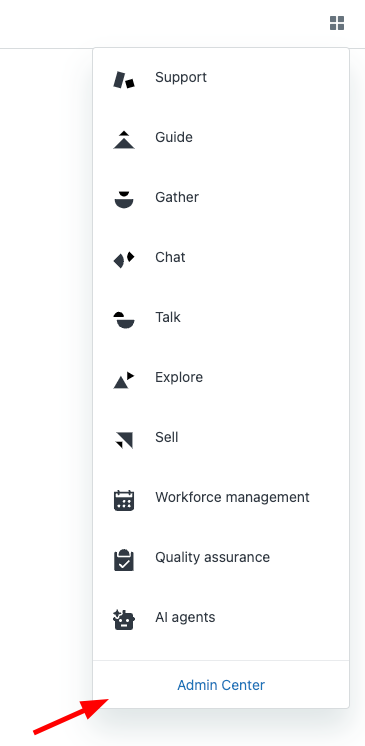 Support
Guide
Gather
Chat
Talk
Explore
Sell
Workforce management
Quality assurance
AI agents
Admin Center